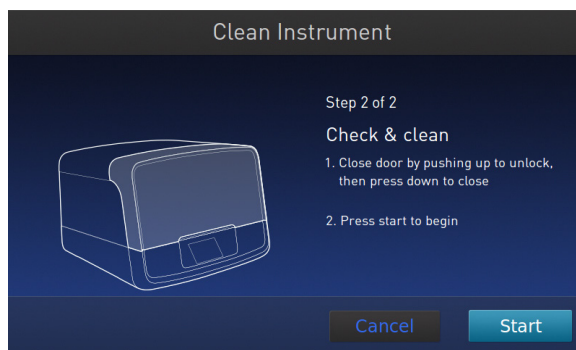 Clean Instrument
Step 2 of 2
Check & clean
1. Close door by pushing up to unlock,
then press down to close
2. Press start to begin
Cancel
Start